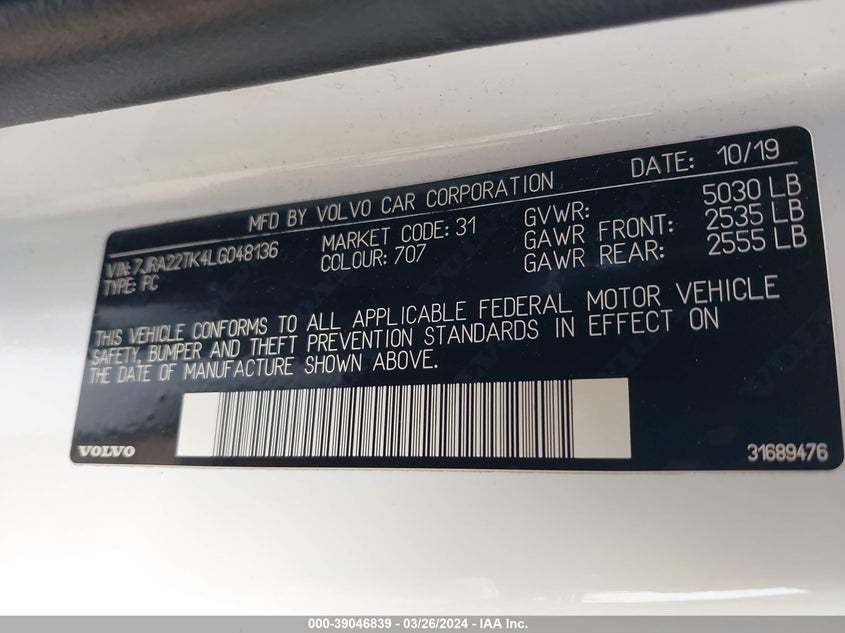 MFD BY VOLVO CAR CORPORATION DATE: 10/19
VIN: 7JRA22TK4LG048136 MARKET CODE: 31 GVWR: 5030 LB
TYPE: PC COLOUR: 707 GAWR FRONT: 2535 LB
GAWR REAR: 2555 LB
THIS VEHICLE CONFORMS TO ALL APPLICABLE FEDERAL MOTOR VEHICLE
SAFETY, BUMPER AND THEFT PREVENTION STANDARDS IN EFFECT ON
THE DATE OF MANUFACTURE SHOWN ABOVE.
VOLVO 31689476
000-39046839 - 03/26/2024 - IAA Inc.